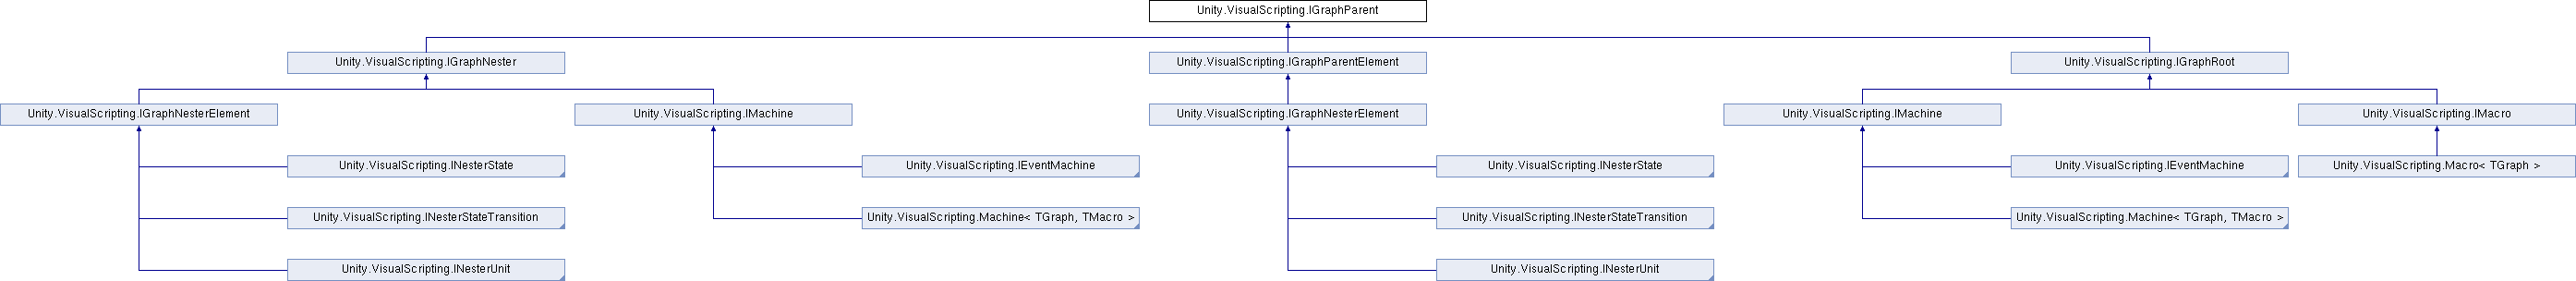 Unity.VisualScripting.IGraphParent
Unity.VisualScripting.IGraphNester
Unity.VisualScripting.IGraphParentElement
Unity.VisualScripting.IGraphRoot
Unity.VisualScripting.IGraphNesterElement
Unity.VisualScripting.IMachine
Unity.VisualScripting.IGraphNesterElement
Unity.VisualScripting.IMachine
Unity.VisualScripting.IMacro
Unity.VisualScripting.INesterState
Unity.VisualScripting.IEventMachine
Unity.VisualScripting.INesterState
Unity.VisualScripting.IEventMachine
Unity.VisualScripting.Macro< TGraph >
Unity.VisualScripting.INesterStateTransition
Unity.VisualScripting.Machine< TGraph, TMacro >
Unity.VisualScripting.INesterStateTransition
Unity.VisualScripting.Machine< TGraph, TMacro >
Unity.VisualScripting.INesterUnit
Unity.VisualScripting.INesterUnit